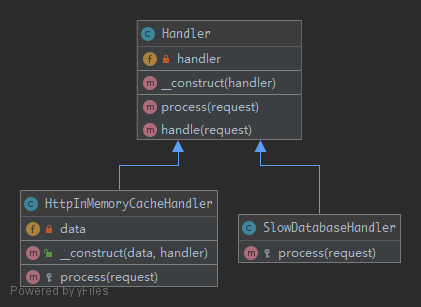 Handler
handler
__construct(handler)
process(request)
handle(request)
HttpInMemoryCacheHandler
data
__construct(data, handler)
process(request)
SlowDatabaseHandler
process(request)
Powered by yFiles